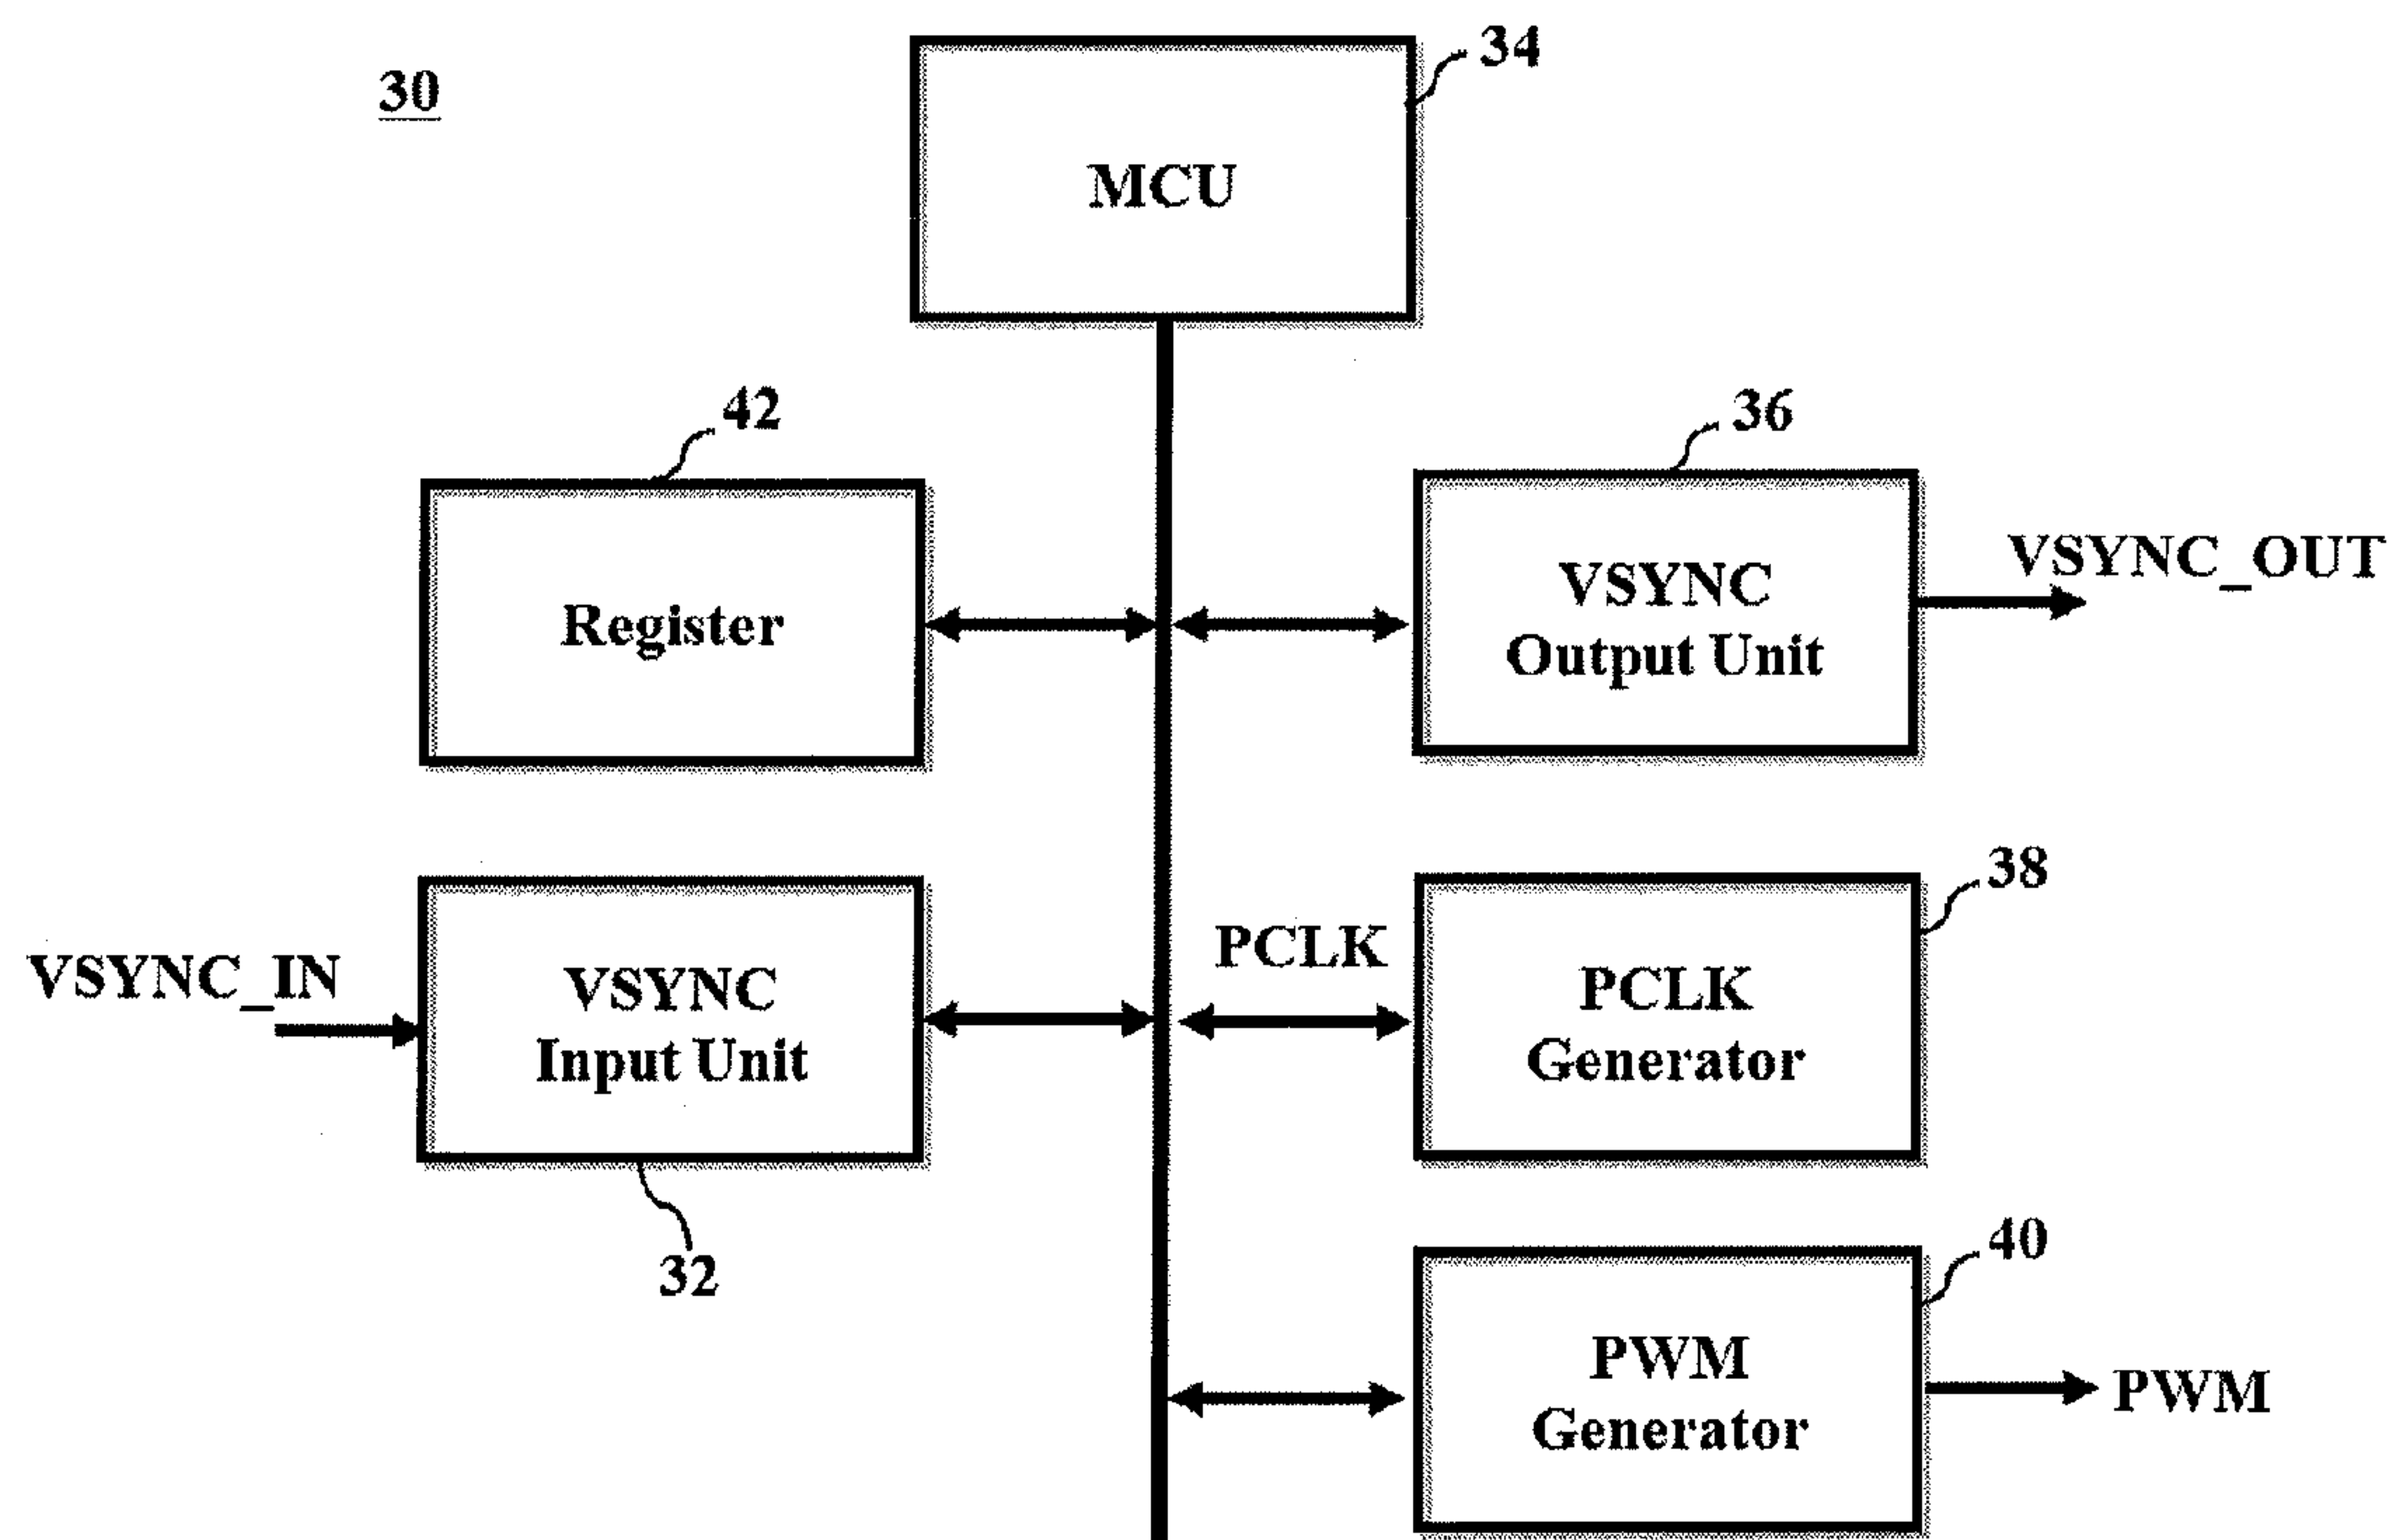 30
34
MCU
42
36
Register
VSYNC
Output Unit
VSYNC_OUT
38
VSYNC_IN
VSYNC
Input Unit
PCLK
PCLK
Generator
32
40
PWM
Generator
PWM